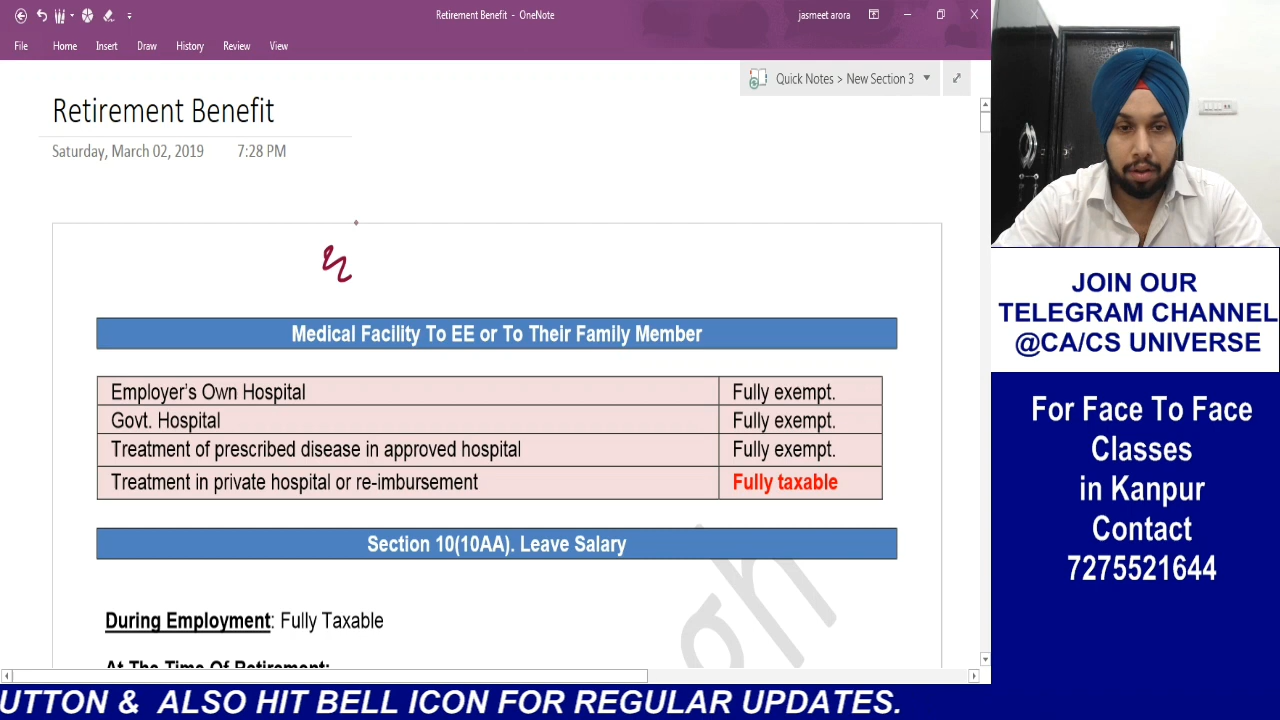 Retirement Benefit - OneNote
jasmeet arora
File Home Insert Draw History Review View
Quick Notes > New Section 3
Retirement Benefit
Saturday, March 02, 2019 7:28 PM
Medical Facility To EE or To Their Family Member
Employer's Own Hospital Fully exempt.
Govt. Hospital Fully exempt.
Treatment of prescribed disease in approved hospital Fully exempt.
Treatment in private hospital or re-imbursement Fully taxable
Section 10(10AA). Leave Salary
During Employment: Fully Taxable
At The Time Of Retirement:
JOIN OUR
TELEGRAM CHANNEL
@CA/CS UNIVERSE
For Face To Face
Classes
in Kanpur
Contact
7275521644
UTTON & ALSO HIT BELL ICON FOR REGULAR UPDATES.